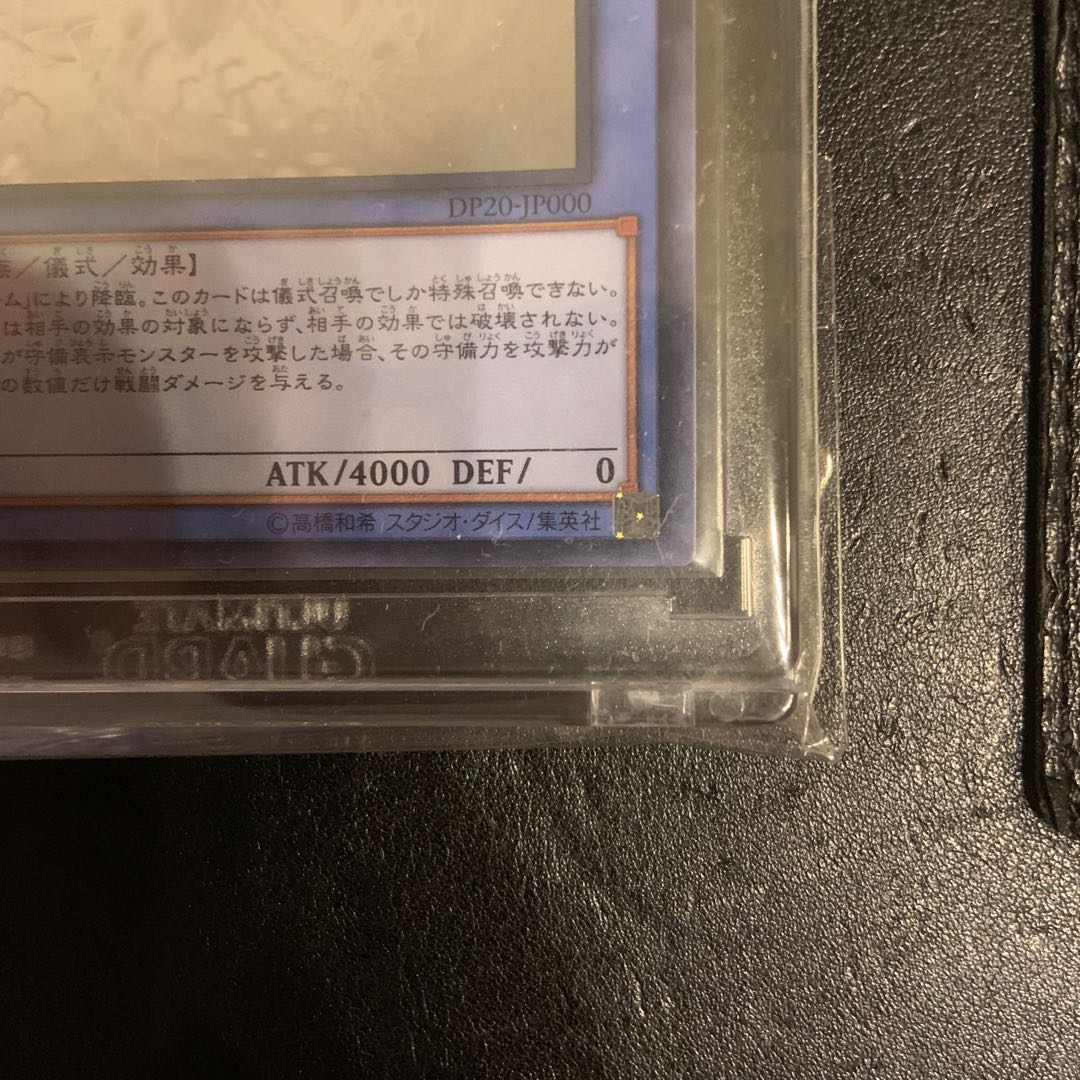 DP20-JP000
族／儀式／効果】
ム」により降臨。このカードは儀式召喚でしか特殊召喚できない。
は相手の効果の対象にならず、相手の効果では破壊されない。
が守備表示モンスターを攻撃した場合、その守備力を攻撃力が
の数値だけ戦闘ダメージを与える。
ATK/4000 DEF/ 0
©高橋和希 スタジオ・ダイス/集英社